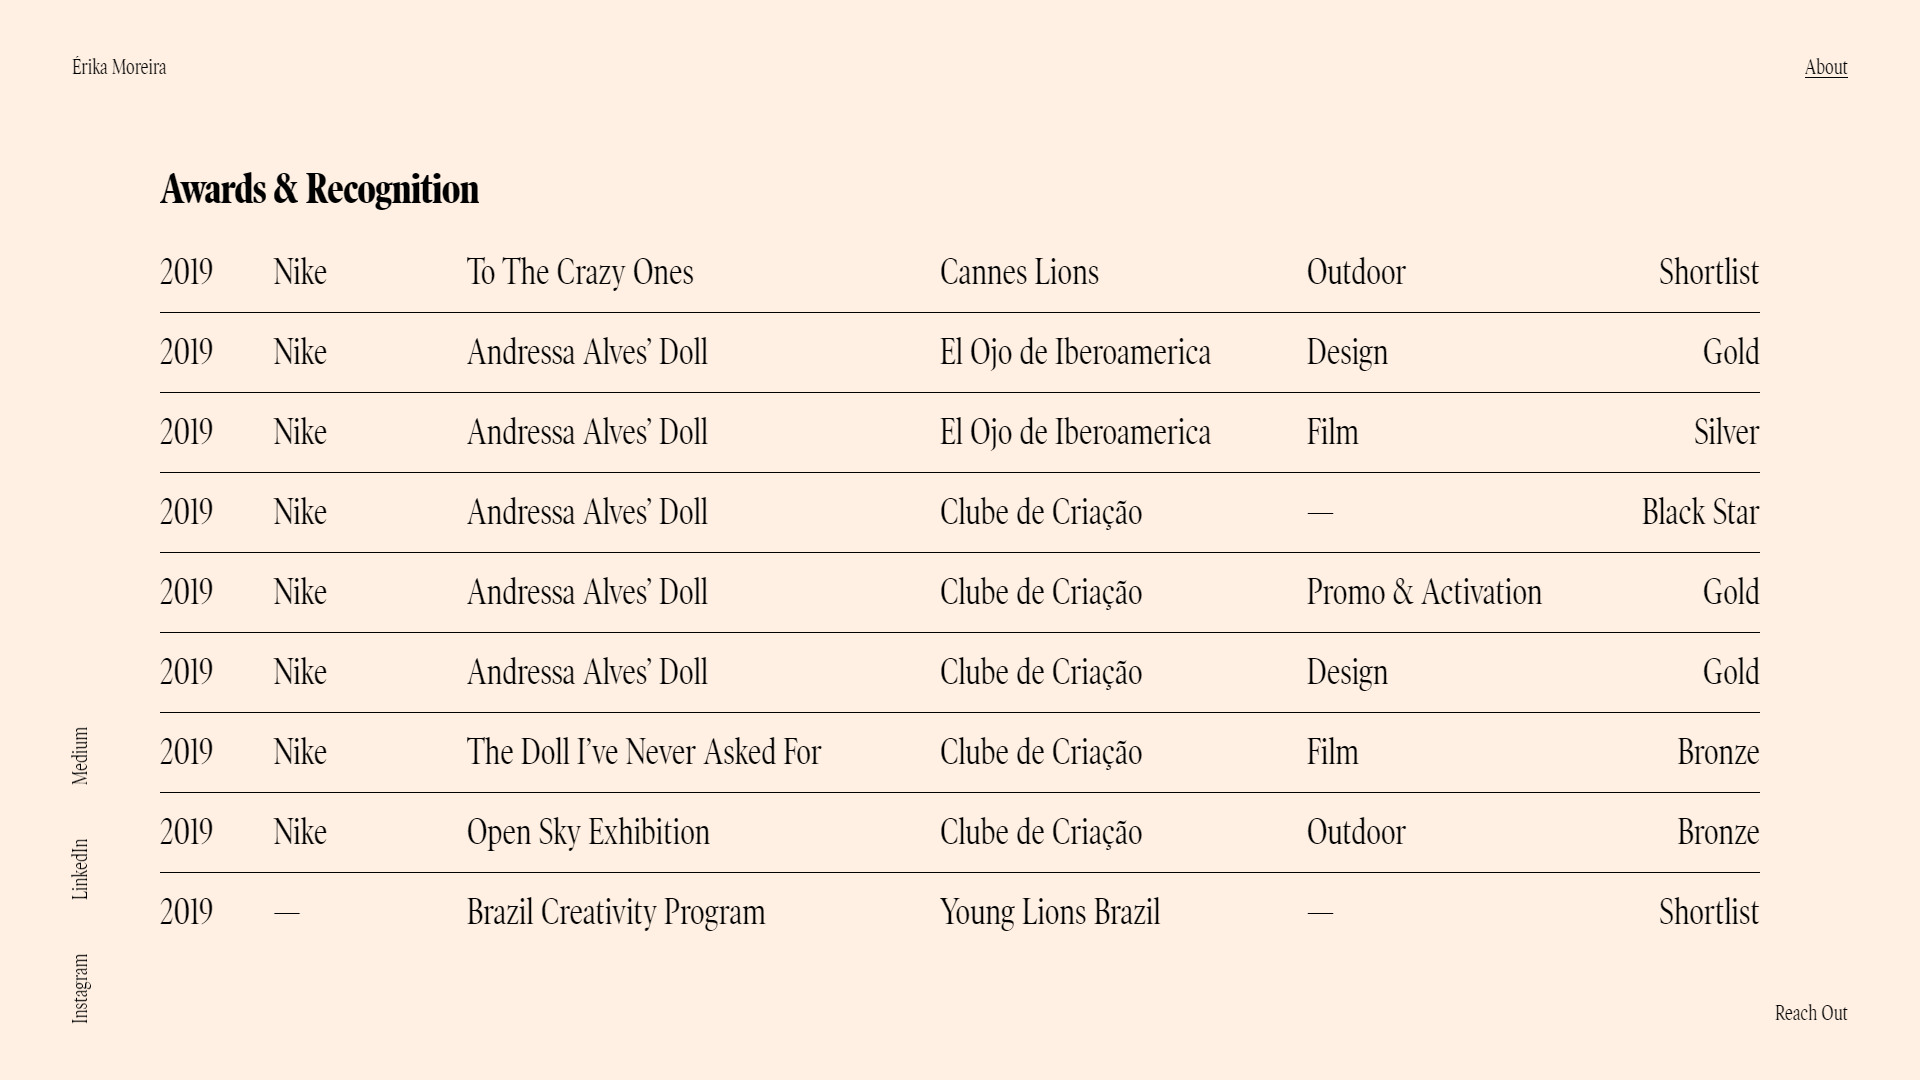 Érika Moreira
About
Awards & Recognition
2019 Nike To The Crazy Ones Cannes Lions Outdoor Shortlist
2019 Nike Andressa Alves’ Doll El Ojo de Iberoamerica Design Gold
2019 Nike Andressa Alves’ Doll El Ojo de Iberoamerica Film Silver
2019 Nike Andressa Alves’ Doll Clube de Criação — Black Star
2019 Nike Andressa Alves’ Doll Clube de Criação Promo & Activation Gold
2019 Nike Andressa Alves’ Doll Clube de Criação Design Gold
2019 Nike The Doll I’ve Never Asked For Clube de Criação Film Bronze
2019 Nike Open Sky Exhibition Clube de Criação Outdoor Bronze
2019 — Brazil Creativity Program Young Lions Brazil — Shortlist
Instagram
LinkedIn
Medium
Reach Out